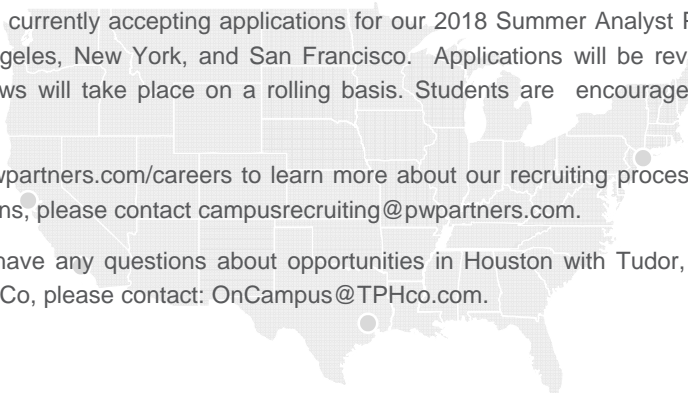 currently accepting applications for our 2018 Summer Analyst
geles, New York, and San Francisco. Applications will be rev
ws will take place on a rolling basis. Students are encourage
wpartners.com/careers to learn more about our recruiting proces
ns, please contact campusrecruiting@pwpartners.com.
have any questions about opportunities in Houston with Tudor,
Co, please contact: OnCampus@TPHco.com.